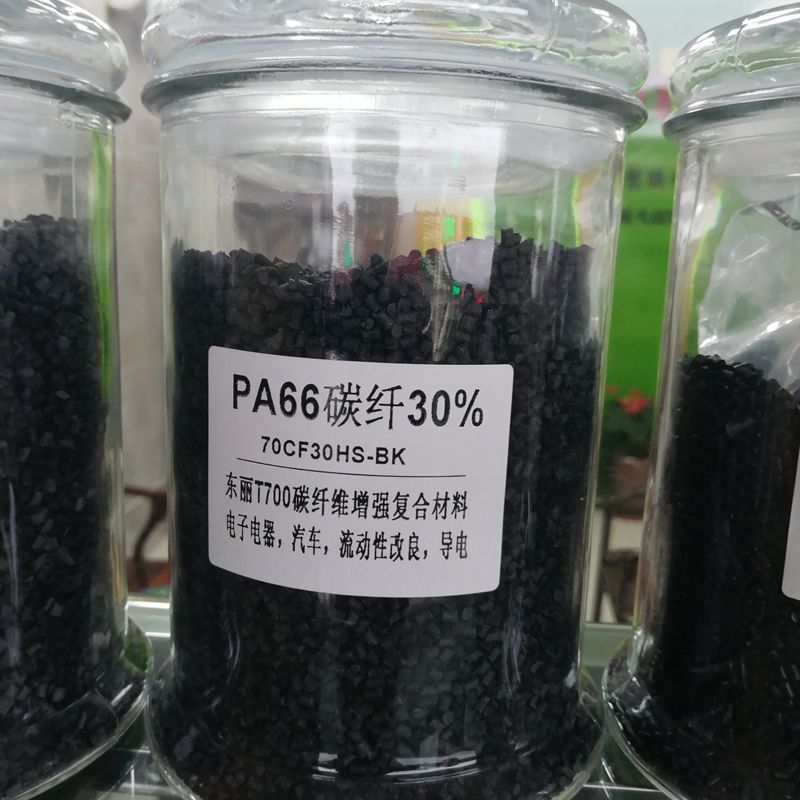 PA66碳纤30%
70CF30HS-BK
东丽T700碳纤维增强复合材料
电子电器，汽车，流动性改良，导电